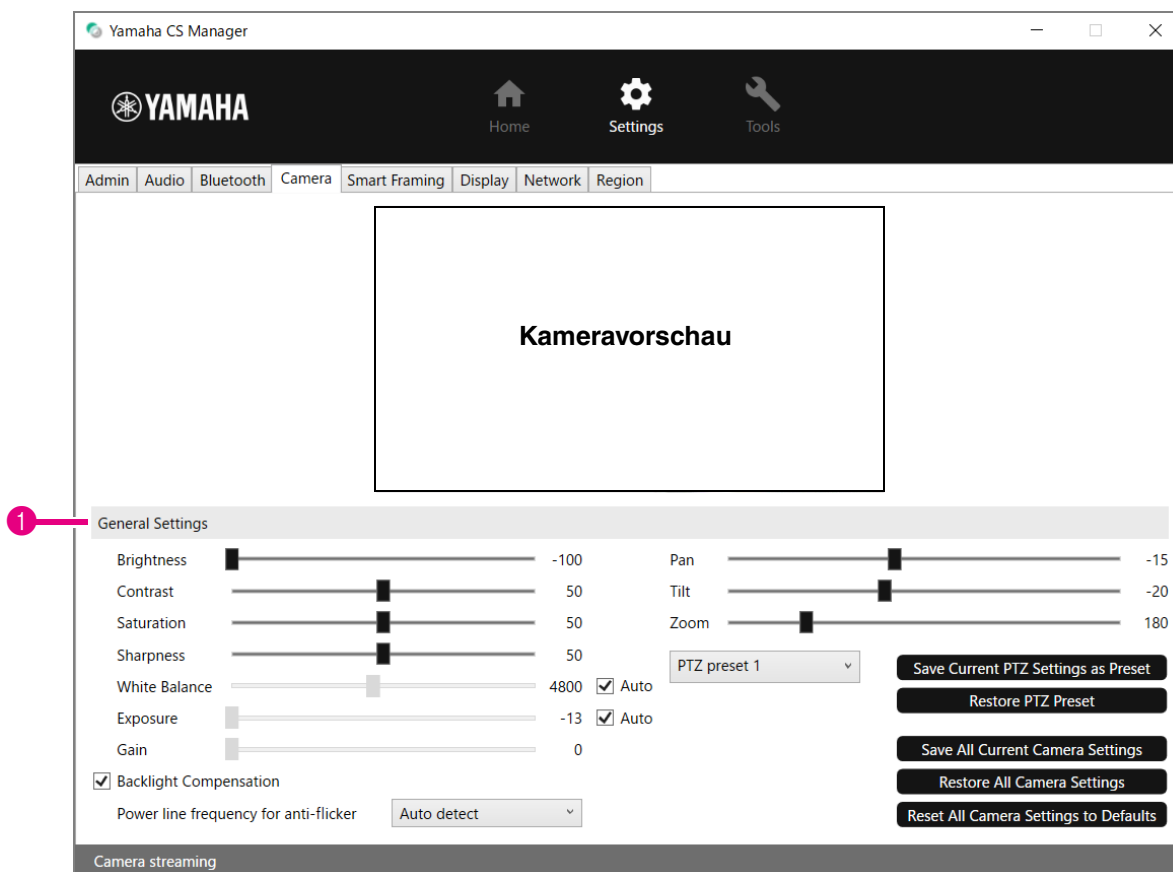 Yamaha CS Manager
YAMAHA
Home Settings Tools
Admin Audio Bluetooth Camera Smart Framing Display Network Region
Kameravorschau
1
General Settings
Brightness -100
Contrast 50
Saturation 50
Sharpness 50
White Balance 4800 Auto
Exposure -13 Auto
Gain 0
Backlight Compensation
Power line frequency for anti-flicker Auto detect
Pan -15
Tilt -20
Zoom 180
PTZ preset 1
Save Current PTZ Settings as Preset
Restore PTZ Preset
Save All Current Camera Settings
Restore All Camera Settings
Reset All Camera Settings to Defaults
Camera streaming